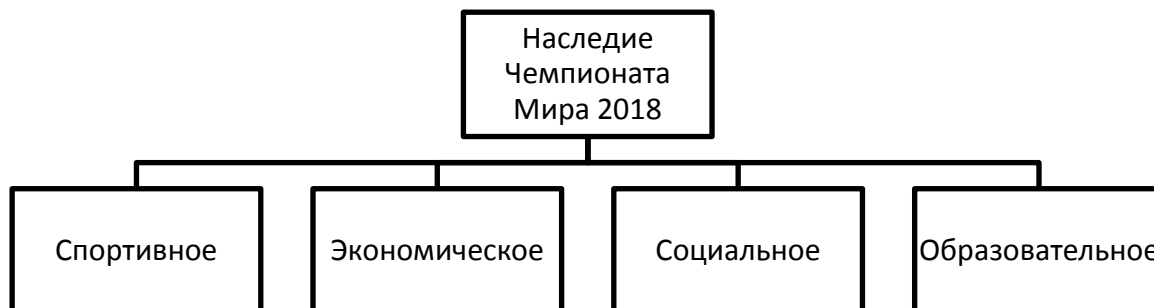 Наследие
Чемпионата
Мира 2018
Спортивное
Экономическое
Социальное
Образовательное